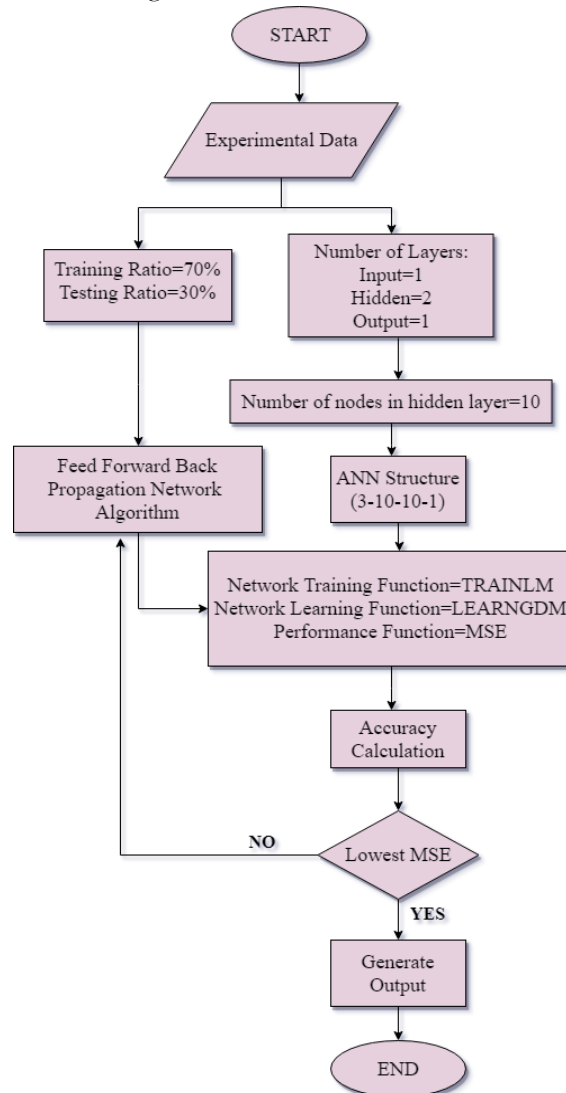 START
Experimental Data
Training Ratio=70%
Testing Ratio=30%
Number of Layers:
Input=1
Hidden=2
Output=1
Number of nodes in hidden layer=10
Feed Forward Back
Propagation Network
Algorithm
ANN Structure
(3-10-10-1)
Network Training Function=TRAINLM
Network Learning Function=LEARNGDM
Performance Function=MSE
Accuracy
Calculation
NO
Lowest MSE
YES
Generate
Output
END